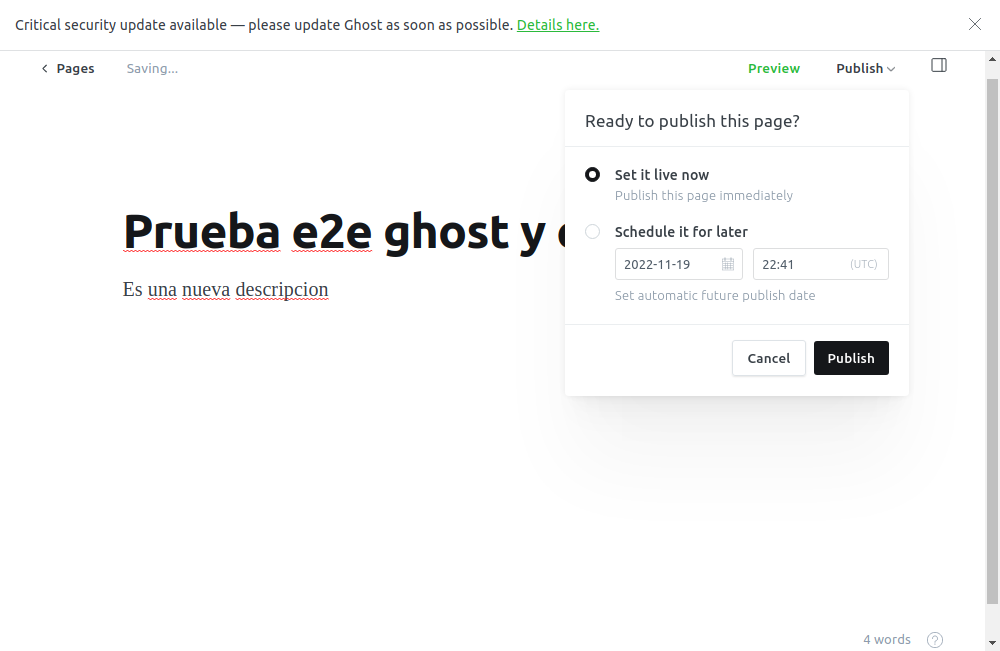 Critical security update available — please update Ghost as soon as possible. Details here.
Pages Saving... Preview Publish
Ready to publish this page?
Set it live now
Publish this page immediately
Prueba e2e ghost y
Schedule it for later
2022-11-19 22:41 (UTC)
Es una nueva descripcion
Set automatic future publish date
Cancel Publish
4 words ?